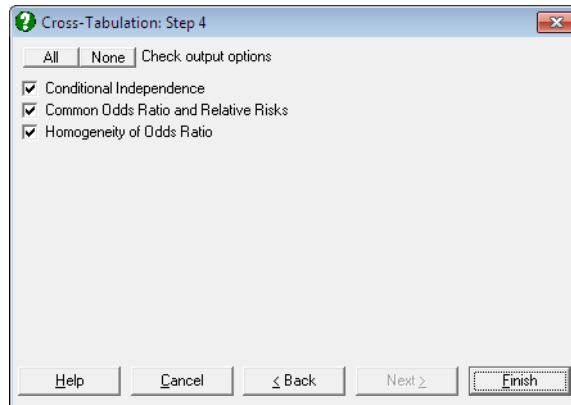 Cross-Tabulation: Step 4
All None Check output options
Conditional Independence
Common Odds Ratio and Relative Risks
Homogeneity of Odds Ratio
Help Cancel < Back Next > Finish